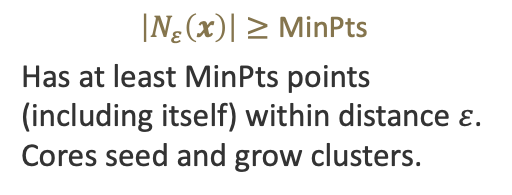 |N_ε(x)| ≥ MinPts
Has at least MinPts points
(including itself) within distance ε.
Cores seed and grow clusters.